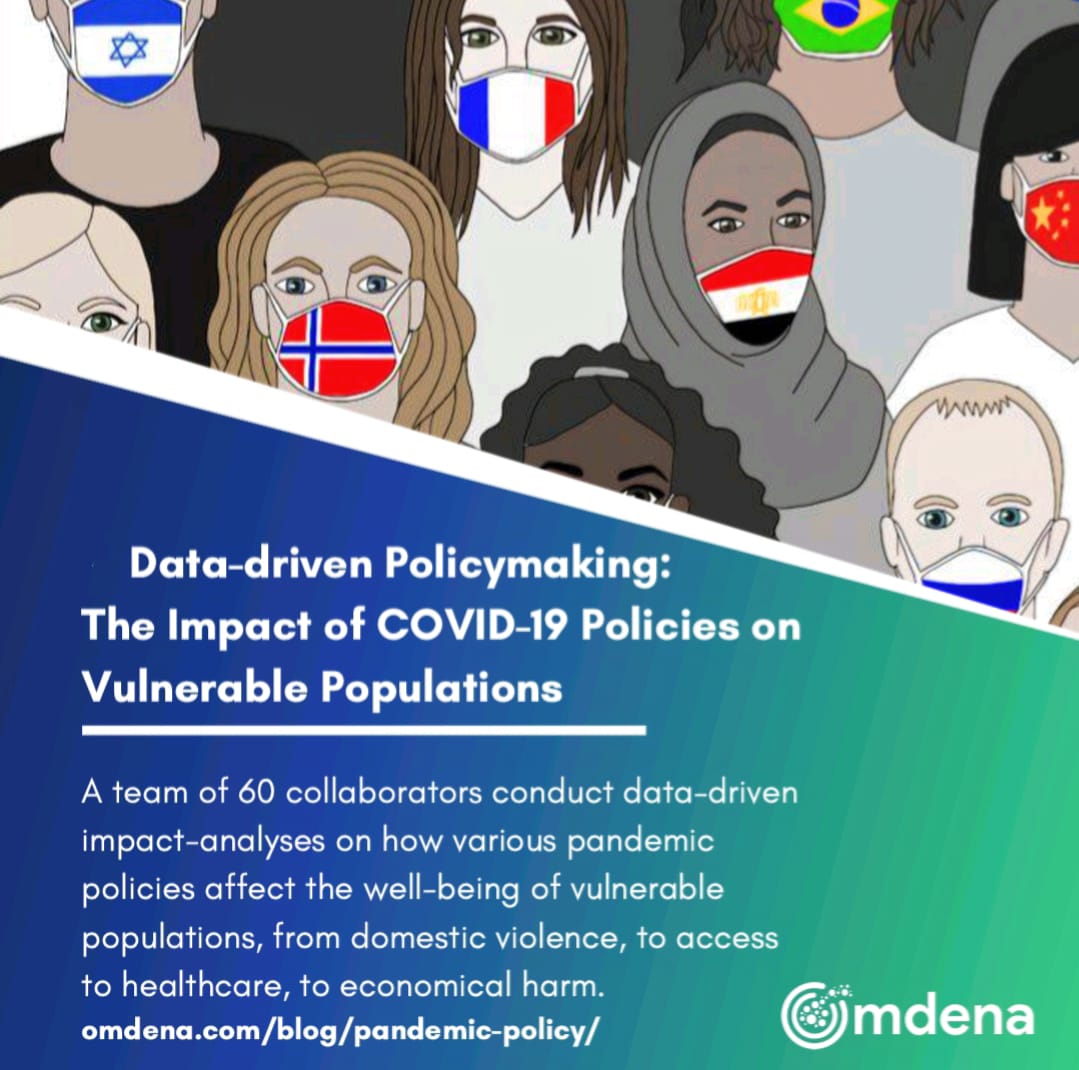 Data-driven Policymaking:
The Impact of COVID-19 Policies on
Vulnerable Populations
A team of 60 collaborators conduct data-driven
impact-analyses on how various pandemic
policies affect the well-being of vulnerable
populations, from domestic violence, to access
to healthcare, to economical harm.
omdena.com/blog/pandemic-policy/
Omdena